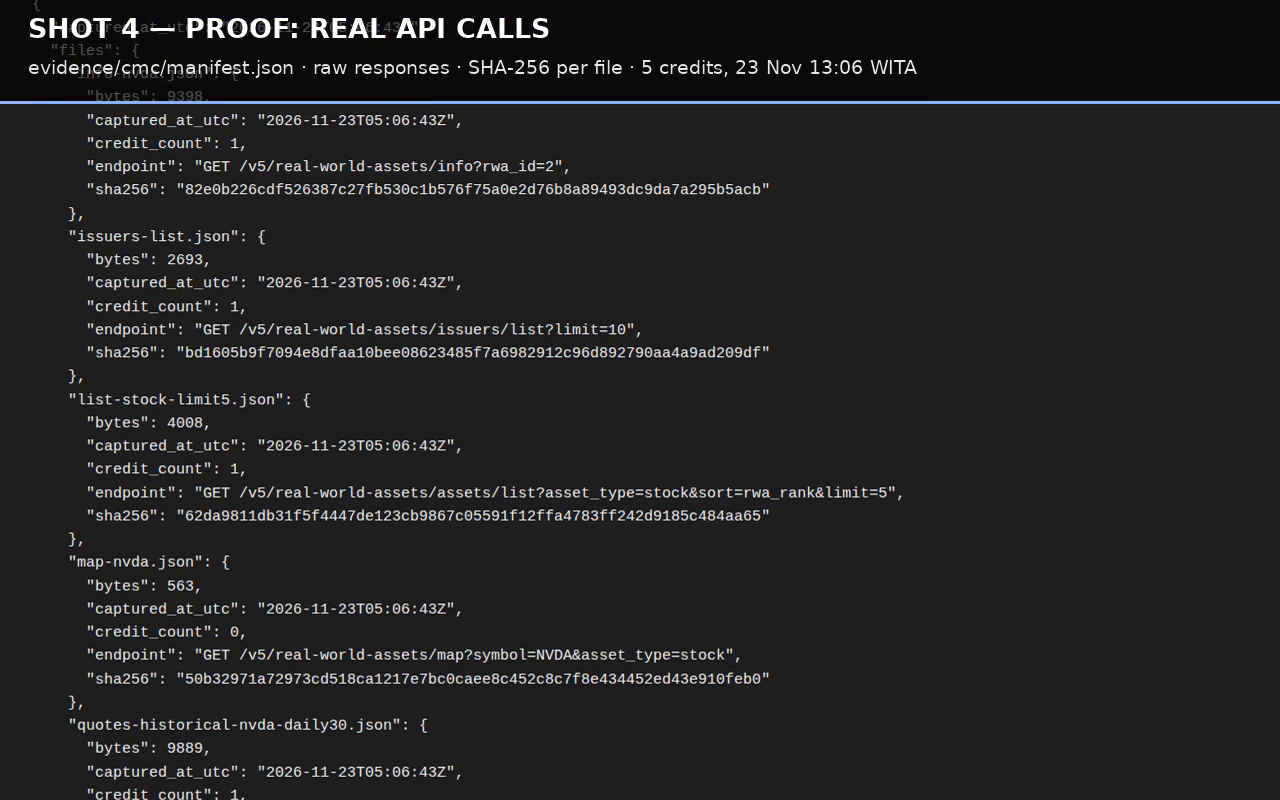 SHOT 4 — PROOF: REAL API CALLS
evidence/cmc/manifest.json · raw responses · SHA-256 per file · 5 credits, 23 Nov 13:06 WITA
{
"files": {
"info-nvda.json": {
"bytes": 9398,
"captured_at_utc": "2026-11-23T05:06:43Z",
"credit_count": 1,
"endpoint": "GET /v5/real-world-assets/info?rwa_id=2",
"sha256": "82e0b226cdf526387c27fb530c1b576f75a0e2d76b8a89493dc9da7a295b5acb"
},
"issuers-list.json": {
"bytes": 2693,
"captured_at_utc": "2026-11-23T05:06:43Z",
"credit_count": 1,
"endpoint": "GET /v5/real-world-assets/issuers/list?limit=10",
"sha256": "bd1605b9f7094e8dfaa10bee08623485f7a6982912c96d892790aa4a9ad209df"
},
"list-stock-limit5.json": {
"bytes": 4008,
"captured_at_utc": "2026-11-23T05:06:43Z",
"credit_count": 1,
"endpoint": "GET /v5/real-world-assets/assets/list?asset_type=stock&sort=rwa_rank&limit=5",
"sha256": "62da9811db31f5f4447de123cb9867c05591f12ffa4783ff242d9185c484aa65"
},
"map-nvda.json": {
"bytes": 563,
"captured_at_utc": "2026-11-23T05:06:43Z",
"credit_count": 0,
"endpoint": "GET /v5/real-world-assets/map?symbol=NVDA&asset_type=stock",
"sha256": "50b32971a72973cd518ca1217e7bc0caee8c452c8c7f8e434452ed43e910feb0"
},
"quotes-historical-nvda-daily30.json": {
"bytes": 9889,
"captured_at_utc": "2026-11-23T05:06:43Z",
"credit_count": 1,